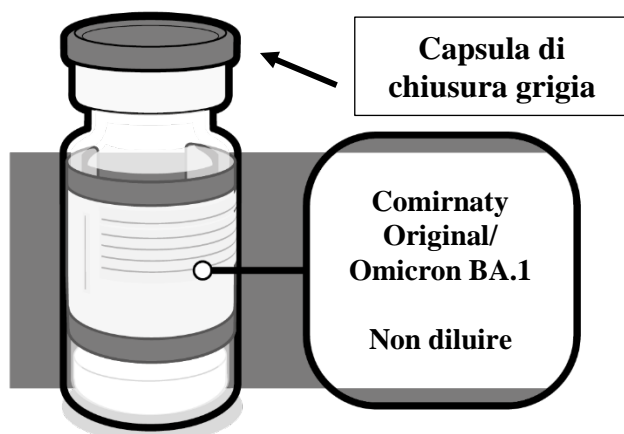 Capsula di
chiusura grigia
Comirnaty
Original/
Omicron BA.1
Non diluire